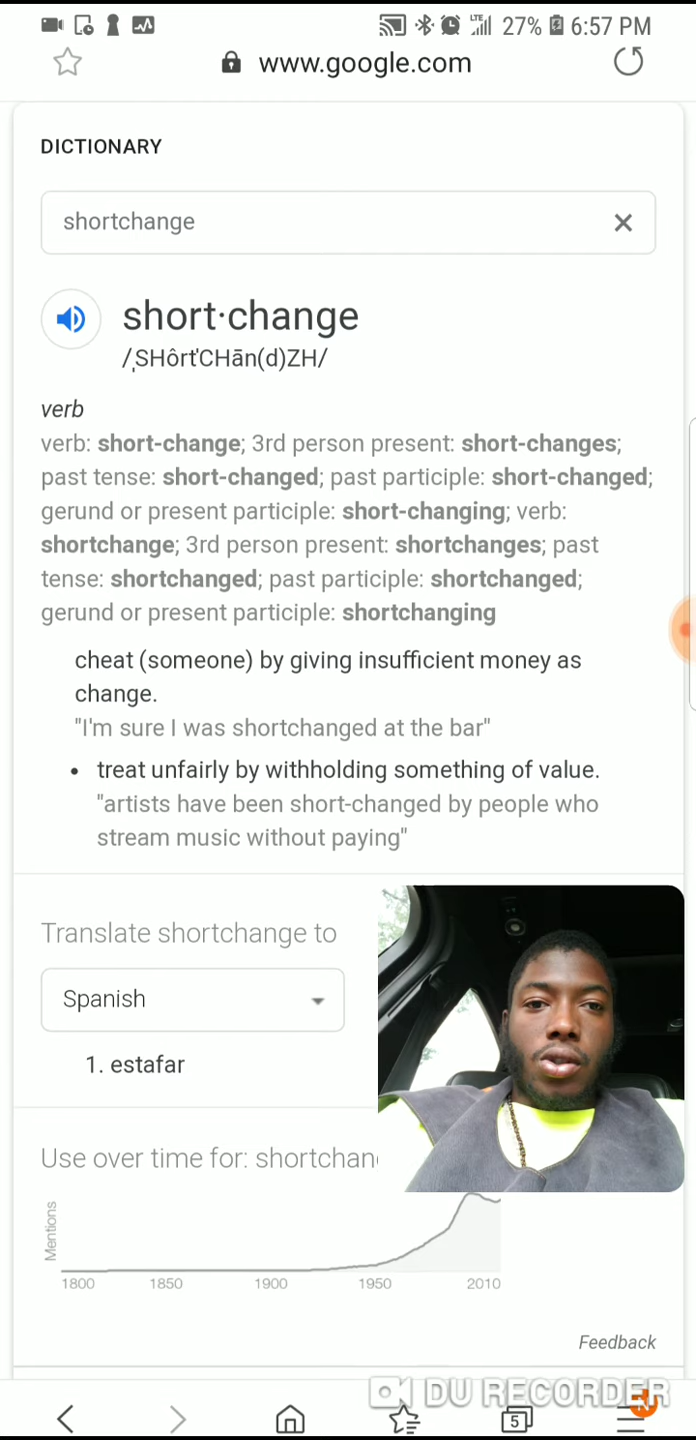 LTE 27% 6:57 PM
www.google.com
DICTIONARY
shortchange
short·change
/ˌSHôrtˈCHān(d)ZH/
verb
verb: short-change; 3rd person present: short-changes;
past tense: short-changed; past participle: short-changed;
gerund or present participle: short-changing; verb:
shortchange; 3rd person present: shortchanges; past
tense: shortchanged; past participle: shortchanged;
gerund or present participle: shortchanging
cheat (someone) by giving insufficient money as
change.
"I'm sure I was shortchanged at the bar"
• treat unfairly by withholding something of value.
"artists have been short-changed by people who
stream music without paying"
Translate shortchange to
Spanish
1. estafar
Use over time for: shortchan
Mentions
1800 1850 1900 1950 2010
Feedback
DU RECORDER
5 N